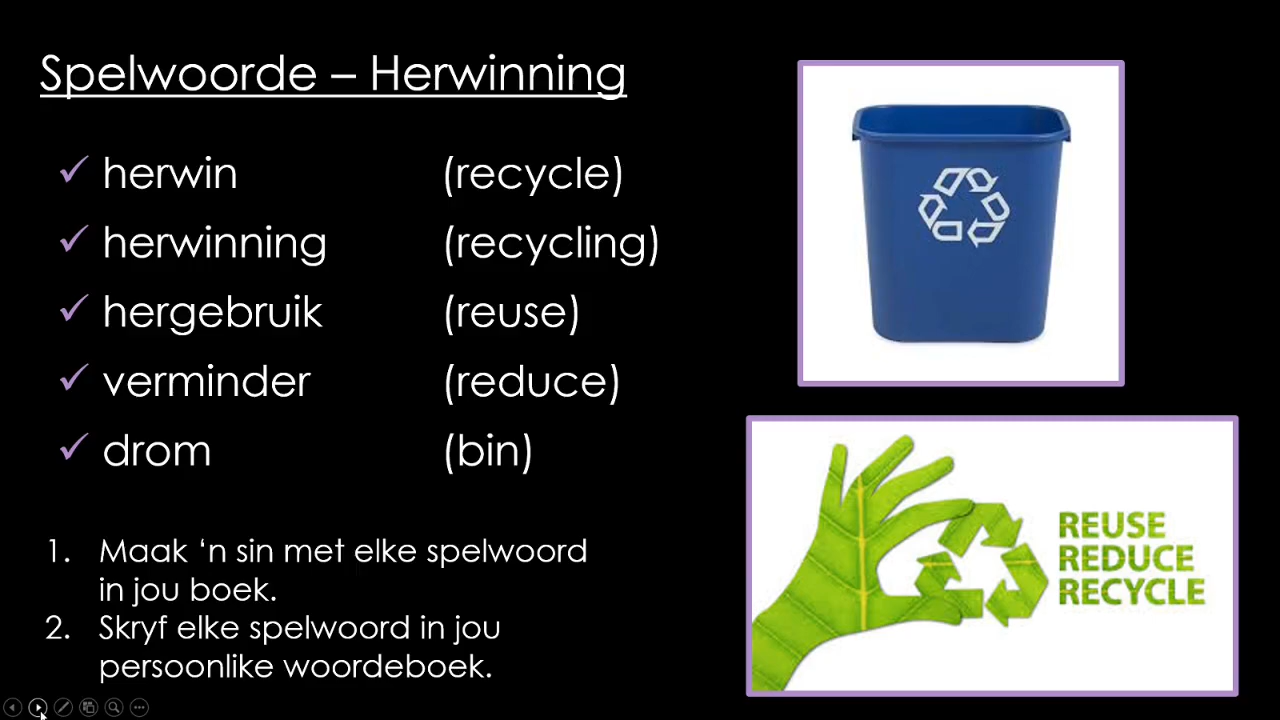 Spelwoorde – Herwinning
✓ herwin (recycle)
✓ herwinning (recycling)
✓ hergebruik (reuse)
✓ verminder (reduce)
✓ drom (bin)
1. Maak ‘n sin met elke spelwoord
in jou boek.
2. Skryf elke spelwoord in jou
persoonlike woordeboek.
REUSE
REDUCE
RECYCLE